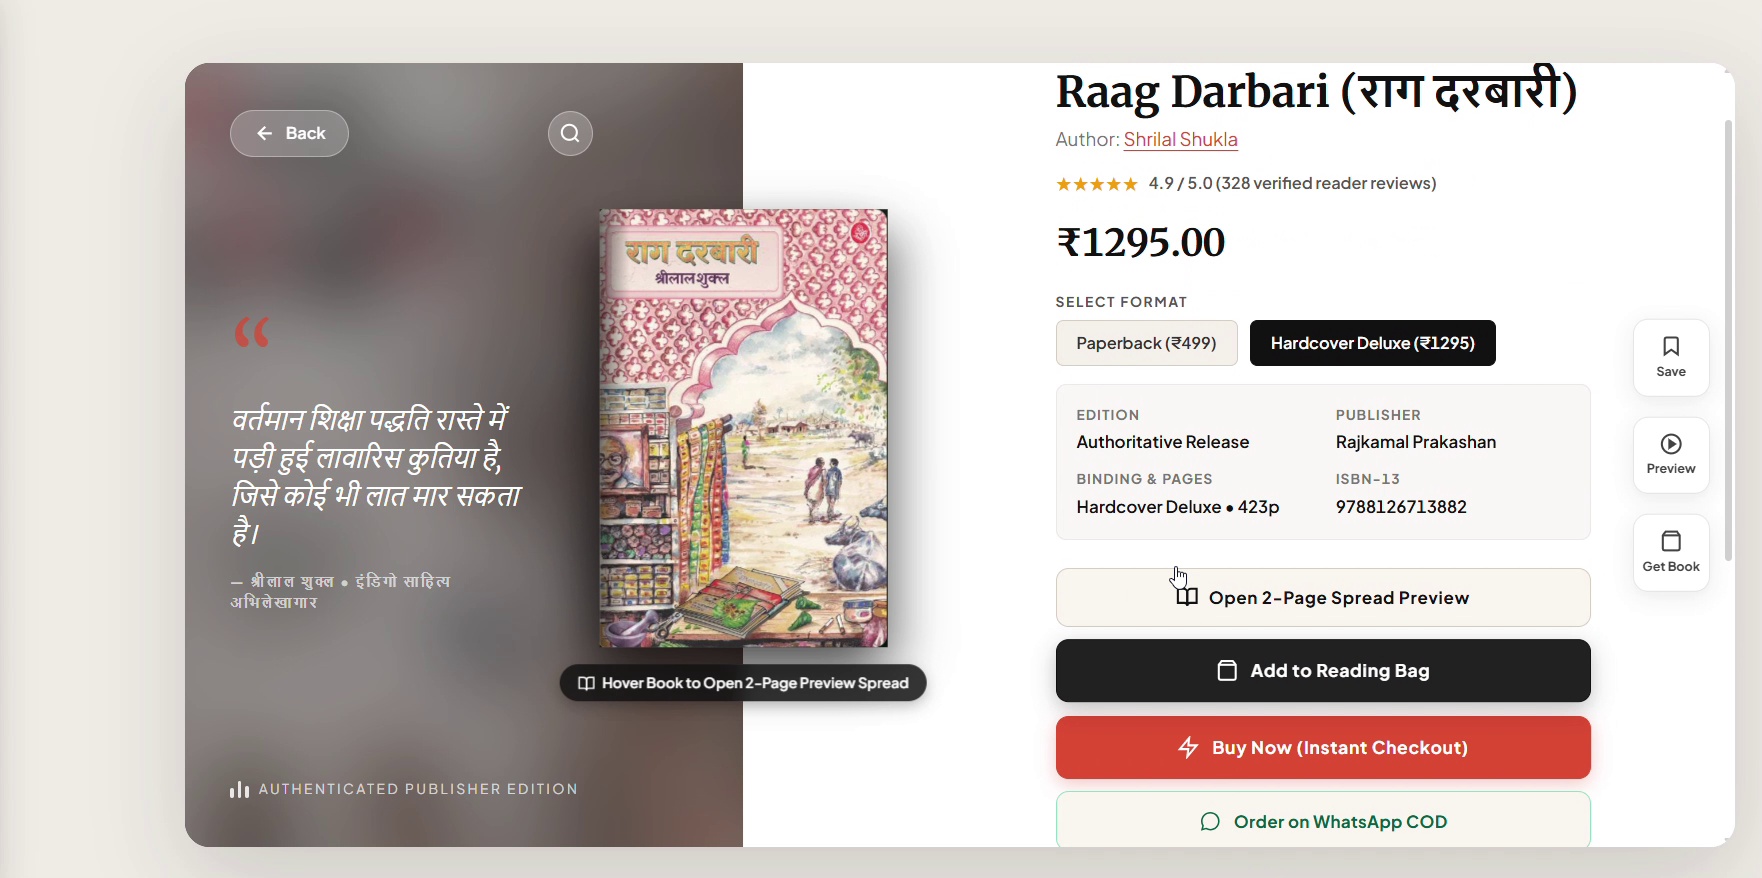 Back
“
वर्तमान शिक्षा पद्धति रास्ते में
पड़ी हुई लावारिस कुतिया है,
जिसे कोई भी लात मार सकता
है।
— श्रीलाल शुक्ल • इंडिगो साहित्य
अभिलेखागार
AUTHENTICATED PUBLISHER EDITION
राग दरबारी
श्रीलाल शुक्ल
Hover Book to Open 2-Page Preview Spread
Raag Darbari (राग दरबारी)
Author: Shrilal Shukla
★★★★★ 4.9 / 5.0 (328 verified reader reviews)
₹1295.00
SELECT FORMAT
Paperback (₹499) Hardcover Deluxe (₹1295)
EDITION PUBLISHER
Authoritative Release Rajkamal Prakashan
BINDING & PAGES ISBN-13
Hardcover Deluxe • 423p 9788126713882
Open 2-Page Spread Preview
Add to Reading Bag
Buy Now (Instant Checkout)
Order on WhatsApp COD
Save
Preview
Get Book